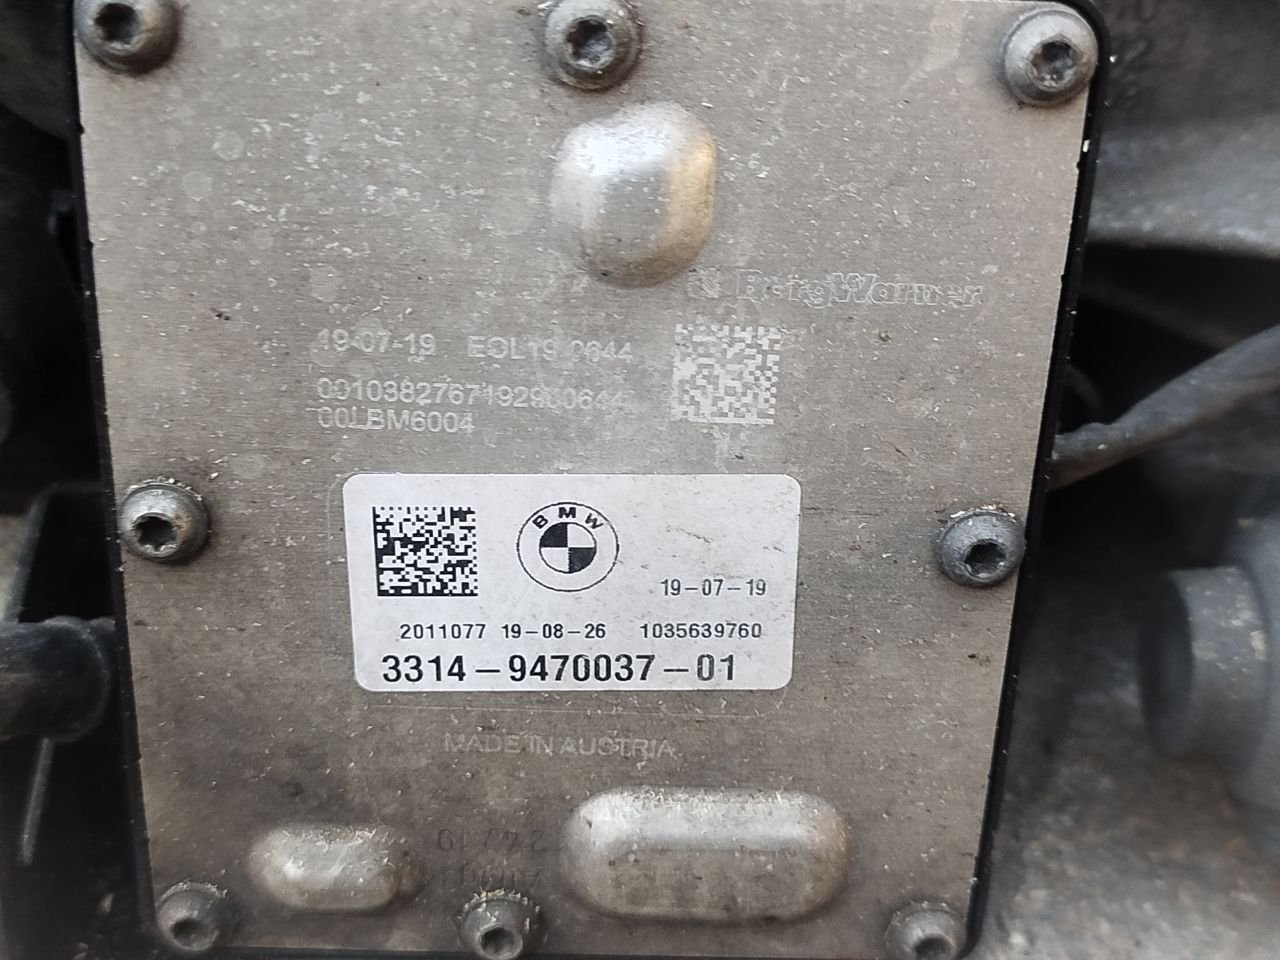 BorgWarner
19-07-19 EOL19 0644
00LBM6004
BMW
19-07-19
2011077 19-08-26 1035639760
3314-9470037-01
MADE IN AUSTRIA